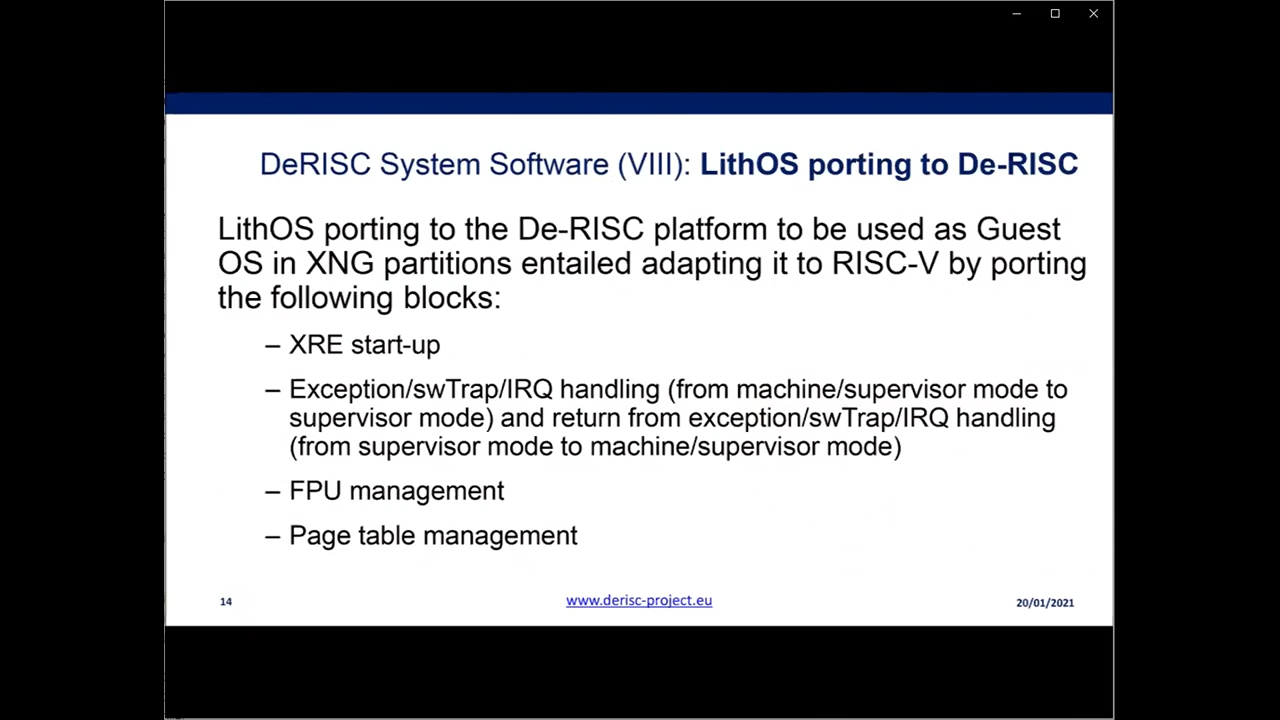 DeRISC System Software (VIII): LithOS porting to De-RISC
LithOS porting to the De-RISC platform to be used as Guest
OS in XNG partitions entailed adapting it to RISC-V by porting
the following blocks:
– XRE start-up
– Exception/swTrap/IRQ handling (from machine/supervisor mode to
supervisor mode) and return from exception/swTrap/IRQ handling
(from supervisor mode to machine/supervisor mode)
– FPU management
– Page table management
14
www.derisc-project.eu
20/01/2021